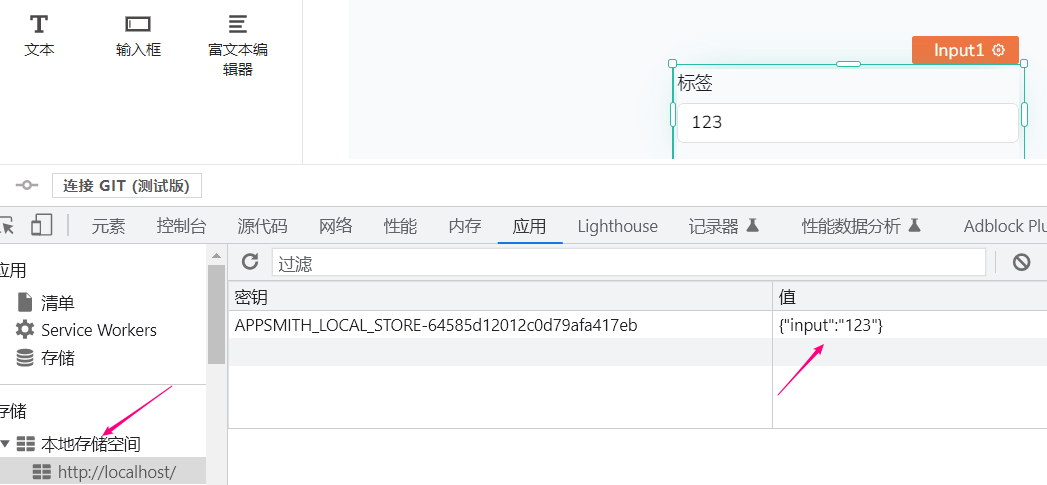 文本
输入框
富文本编
辑器
Input1
标签
123
连接 GIT (测试版)
元素 控制台 源代码 网络 性能 内存 应用 Lighthouse 记录器 性能数据分析 Adblock Plu
应用
过滤
清单
Service Workers
存储
密钥 值
APPSMITH_LOCAL_STORE-64585d12012c0d79afa417eb {"input":"123"}
存储
本地存储空间
http://localhost/